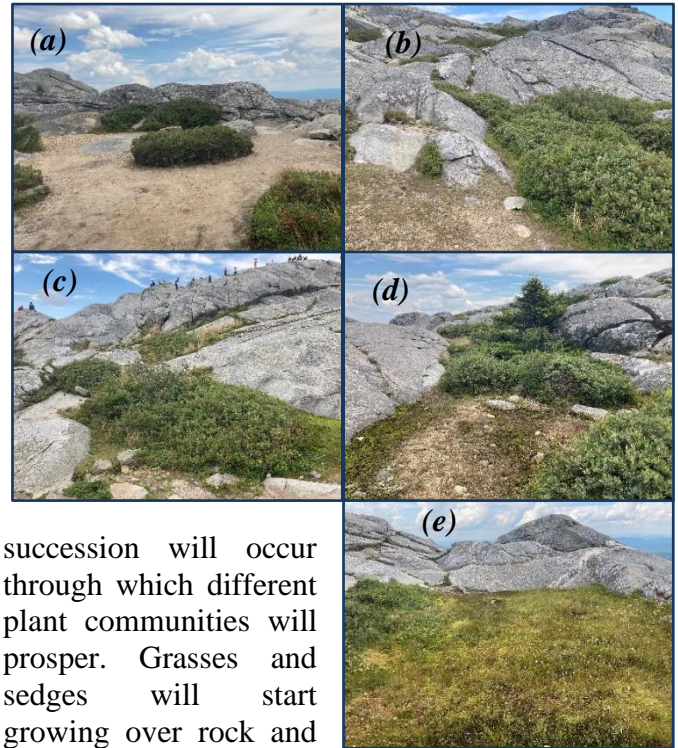 (a)
(b)
(c)
(d)
(e)
succession will occur
through which different
plant communities will
prosper. Grasses and
sedges will start
growing over rock and